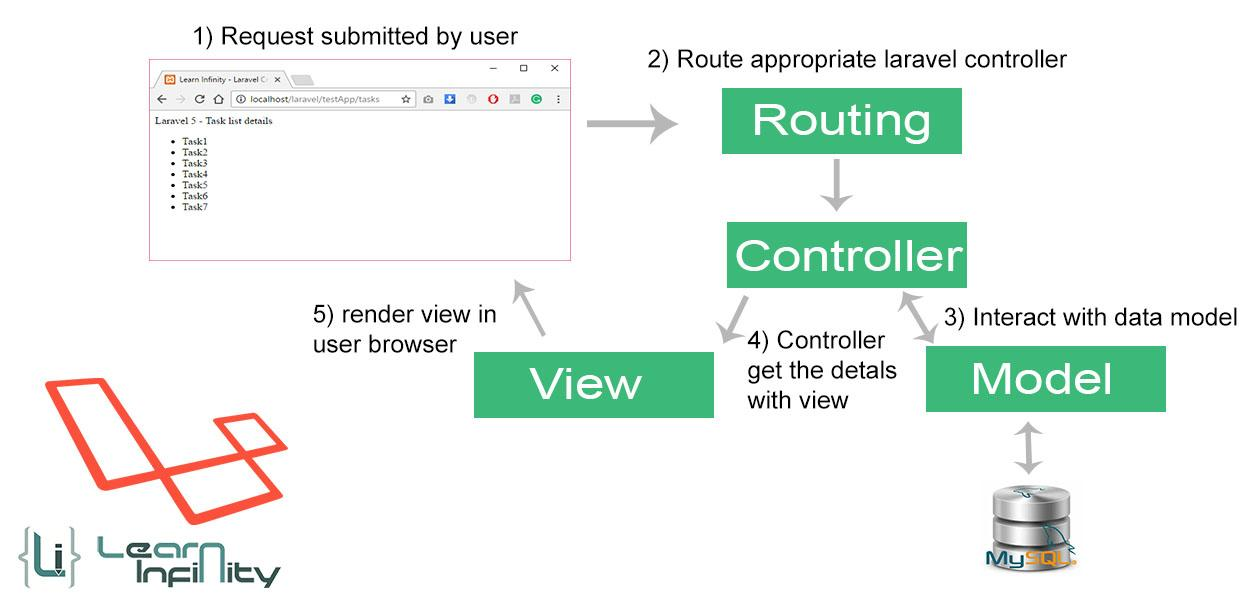 1) Request submitted by user
2) Route appropriate laravel controller
Learn Infinity - Laravel C
localhost/laravel/testApp/tasks
Laravel 5 - Task list details
Task1
Task2
Task3
Task4
Task5
Task6
Task7
Routing
Controller
3) Interact with data model
4) Controller
get the detals
with view
5) render view in
user browser
View
Model
MySQL
{Li}
Learn
Infinity